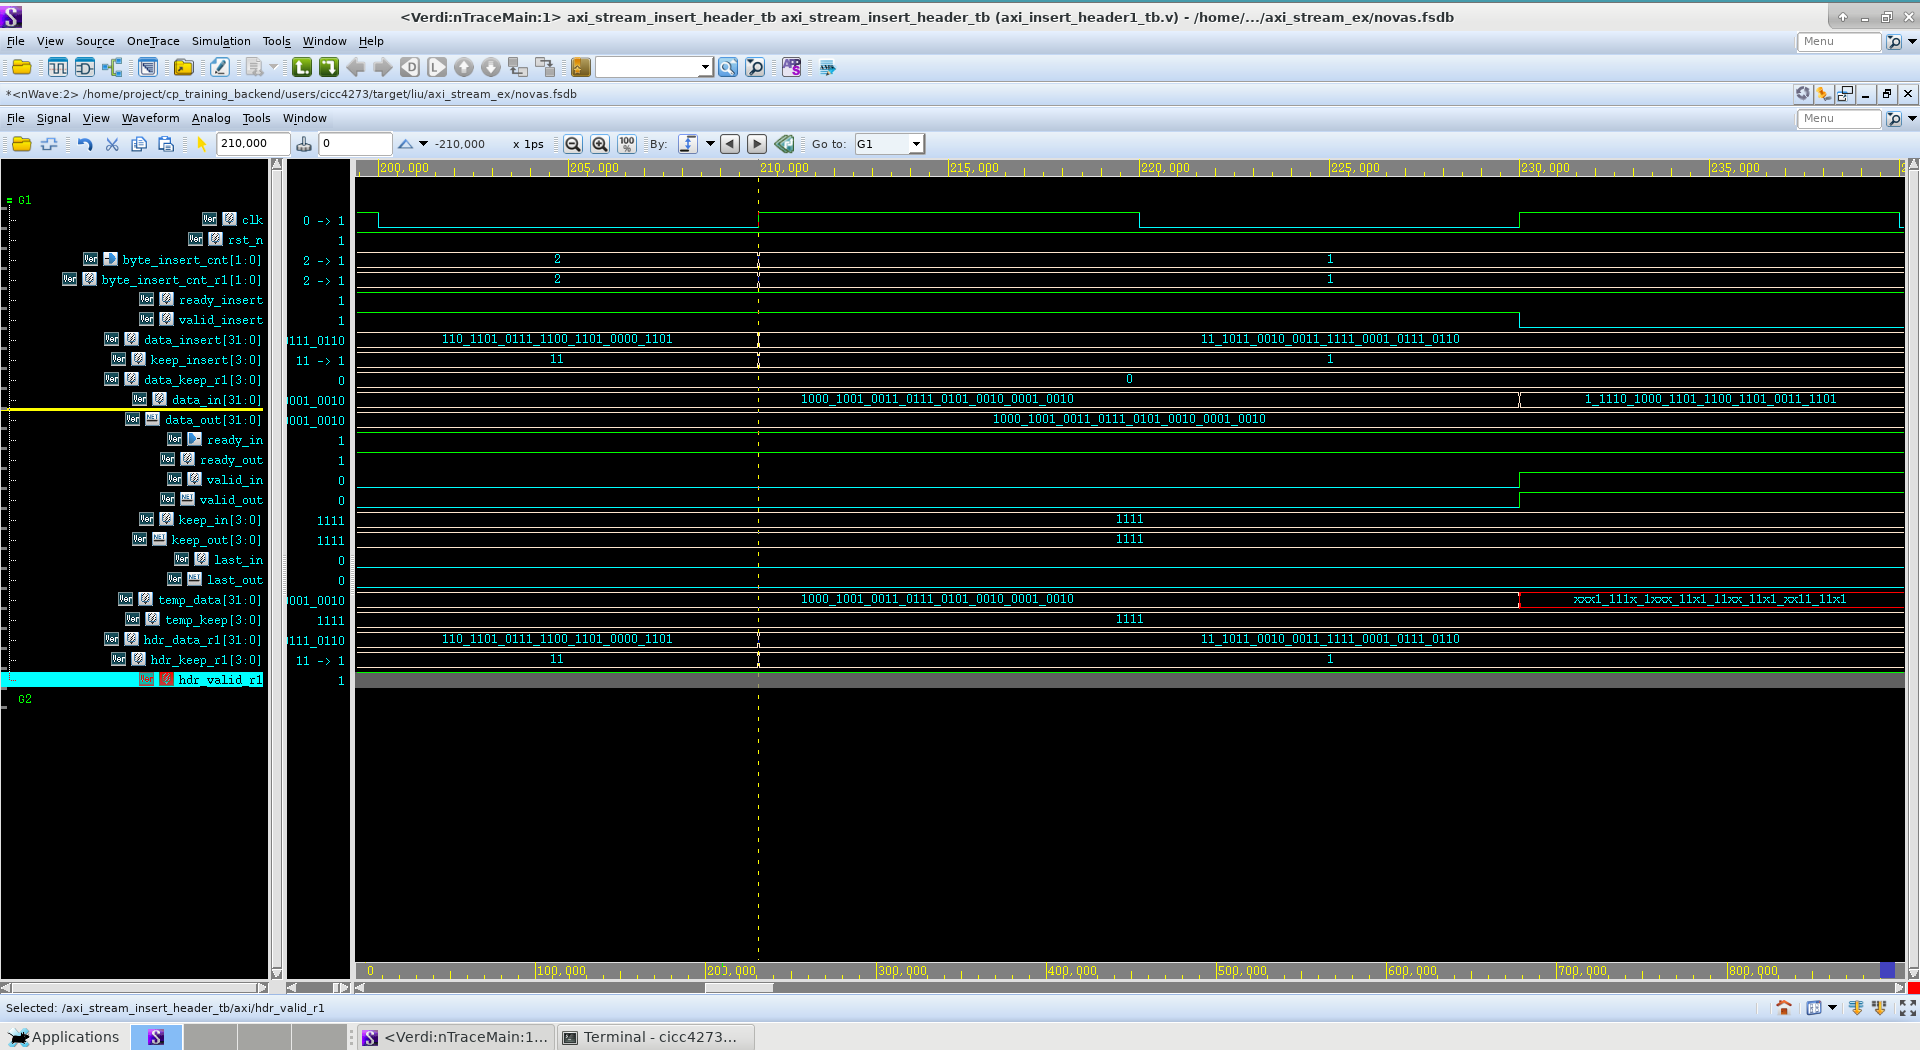 <Verdi:nTraceMain:1> axi_stream_insert_header_tb axi_stream_insert_header_tb (axi_insert_header1_tb.v) - /home/.../axi_stream_ex/novas.fsdb
File View Source OneTrace Simulation Tools Window Help
Menu
*<nWave:2> /home/project/cp_training_backend/users/cicc4273/target/liu/axi_stream_ex/novas.fsdb
File Signal View Waveform Analog Tools Window
Menu
210,000 0 -210,000 x 1ps 100% By: Go to: G1
200,000 205,000 210,000 215,000 220,000 225,000 230,000 235,000
G1
clk 0 -> 1
rst_n 1
byte_insert_cnt[1:0] 2 -> 1 2 1
byte_insert_cnt_r1[1:0] 2 -> 1 2 1
ready_insert 1
valid_insert 1
data_insert[31:0] 111_0110 110_1101_0111_1100_1101_0000_1101 11_1011_0010_0011_1111_0001_0111_0110
keep_insert[3:0] 11 -> 1 11 1
data_keep_r1[3:0] 0 0
data_in[31:0] 001_0010 1000_1001_0011_0111_0101_0010_0001_0010 1_1110_1000_1101_1100_1101_0011_1101
data_out[31:0] 001_0010 1000_1001_0011_0111_0101_0010_0001_0010
ready_in 1
ready_out 1
valid_in 0
valid_out 0
keep_in[3:0] 1111 1111
keep_out[3:0] 1111 1111
last_in 0
last_out 0
temp_data[31:0] 001_0010 1000_1001_0011_0111_0101_0010_0001_0010 xxx1_111x_1xxx_11x1_11xx_11x1_xx11_11x1
temp_keep[3:0] 1111 1111
hdr_data_r1[31:0] 111_0110 110_1101_0111_1100_1101_0000_1101 11_1011_0010_0011_1111_0001_0111_0110
hdr_keep_r1[3:0] 11 -> 1 11 1
hdr_valid_r1 1
G2
0 100,000 200,000 300,000 400,000 500,000 600,000 700,000 800,000
Selected: /axi_stream_insert_header_tb/axi/hdr_valid_r1
Applications <Verdi:nTraceMain:1... Terminal - cicc4273...